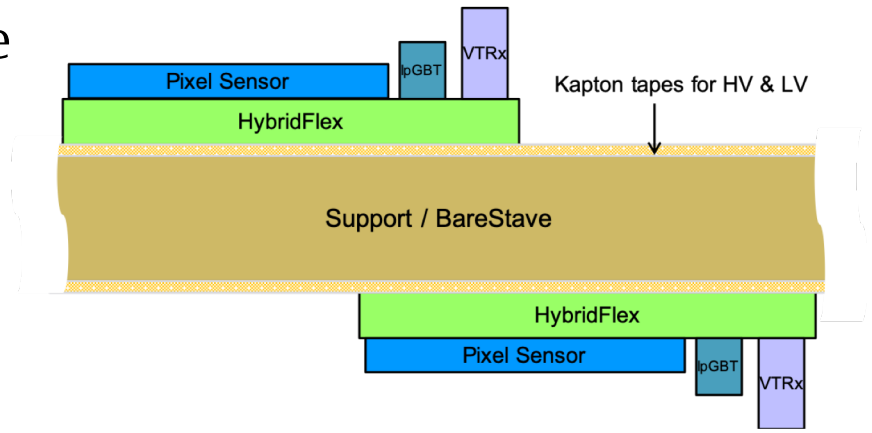 e
VTRx
lpGBT
Pixel Sensor
Kapton tapes for HV & LV
HybridFlex
Support / BareStave
HybridFlex
Pixel Sensor
lpGBT
VTRx